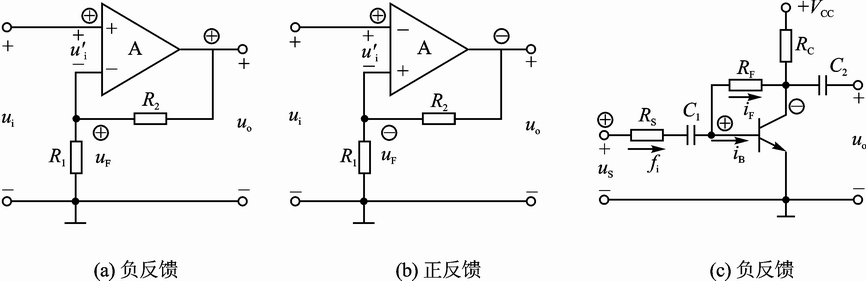 ⊕ + + u'i − + − A ⊕ + R2 ui ⊕ uo R1 uF − −
(a) 负反馈
⊕ + + u'i − − + A ⊖ + R2 ui ⊖ uo R1 uF − −
(b) 正反馈
+VCC RC RF C2 iF ⊖ + ⊕ RS C1 ⊕ + uS fi iB uo − −
(c) 负反馈